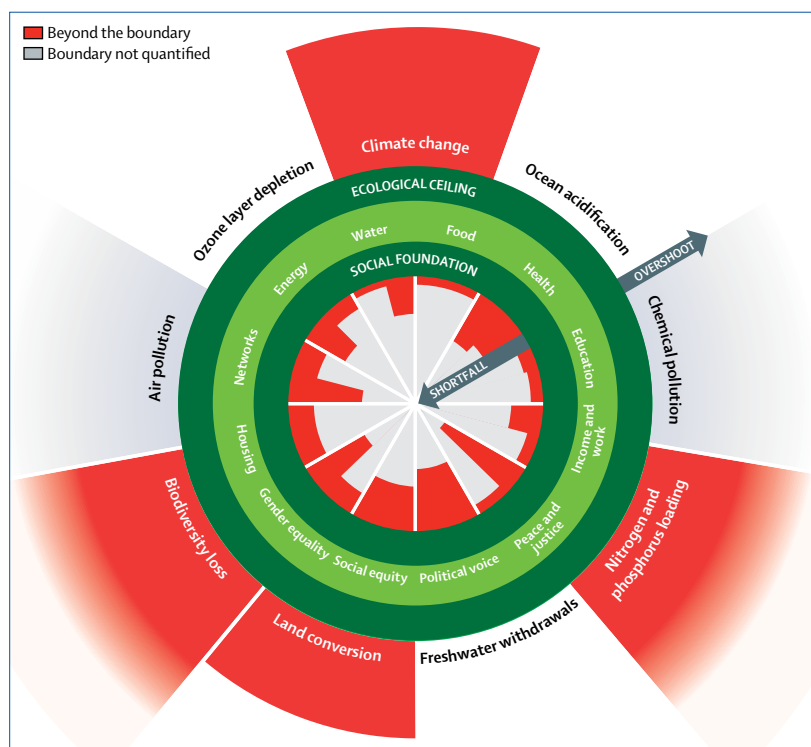 Beyond the boundary
Boundary not quantified
Climate change
Ozone layer depletion
Ocean acidification
ECOLOGICAL CEILING
Water
Food
Energy
Health
SOCIAL FOUNDATION
OVERSHOOT
Air pollution
Networks
Education
Chemical pollution
SHORTFALL
Housing
Income and
work
Biodiversity loss
Gender equality
Social equity
Political voice
Peace and
justice
Nitrogen and
phosphorus loading
Land conversion
Freshwater withdrawals